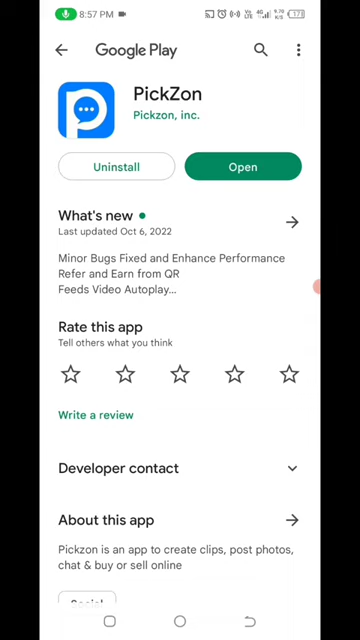 8:57 PM
Google Play
PickZon
Pickzon, inc.
Uninstall
Open
What's new
Last updated Oct 6, 2022
Minor Bugs Fixed and Enhance Performance
Refer and Earn from QR
Feeds Video Autoplay...
Rate this app
Tell others what you think
Write a review
Developer contact
About this app
Pickzon is an app to create clips, post photos,
chat & buy or sell online
Social